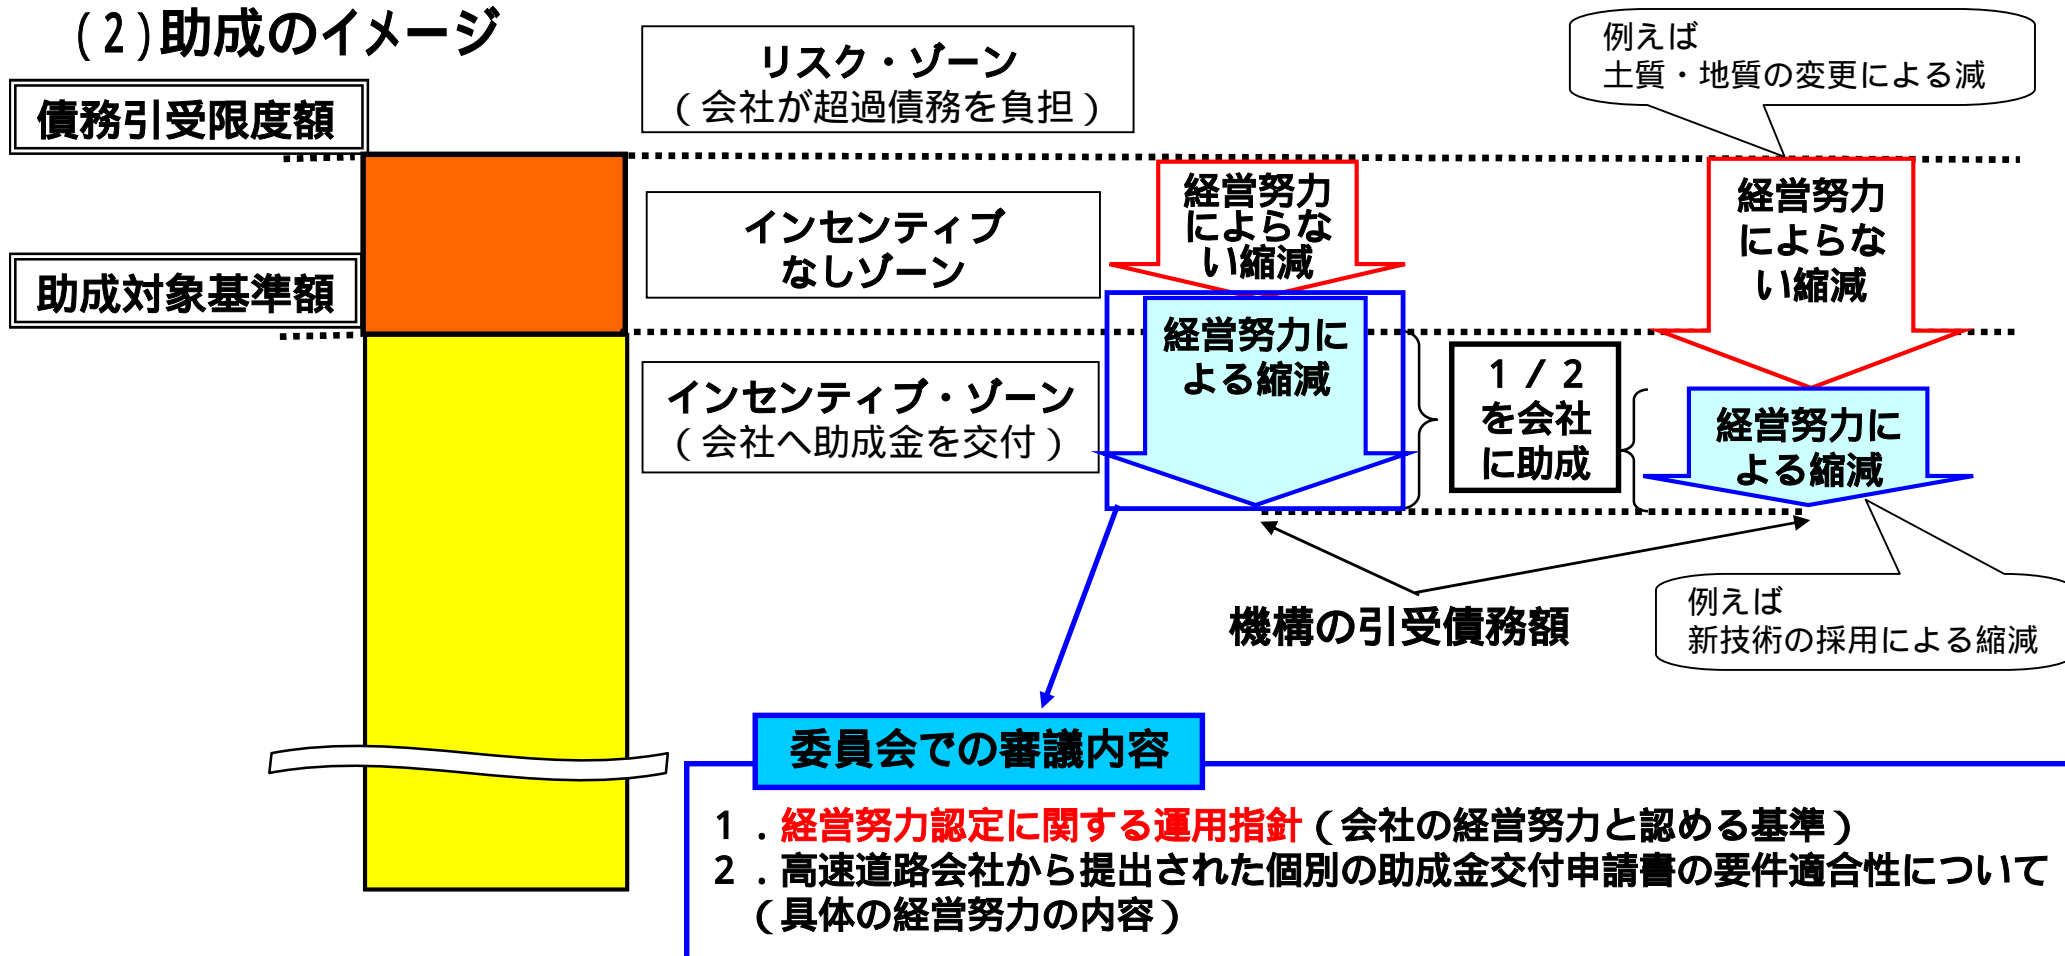 (2)助成のイメージ
債務引受限度額
助成対象基準額
リスク・ゾーン
(会社が超過債務を負担)
インセンティブ
なしゾーン
インセンティブ・ゾーン
(会社へ助成金を交付)
経営努力
によらな
い縮減
経営努力に
よる縮減
1/2
を会社
に助成
例えば
土質・地質の変更による減
経営努力
によらな
い縮減
経営努力に
よる縮減
例えば
新技術の採用による縮減
機構の引受債務額
委員会での審議内容
1.経営努力認定に関する運用指針(会社の経営努力と認める基準)
2.高速道路会社から提出された個別の助成金交付申請書の要件適合性について
(具体の経営努力の内容)